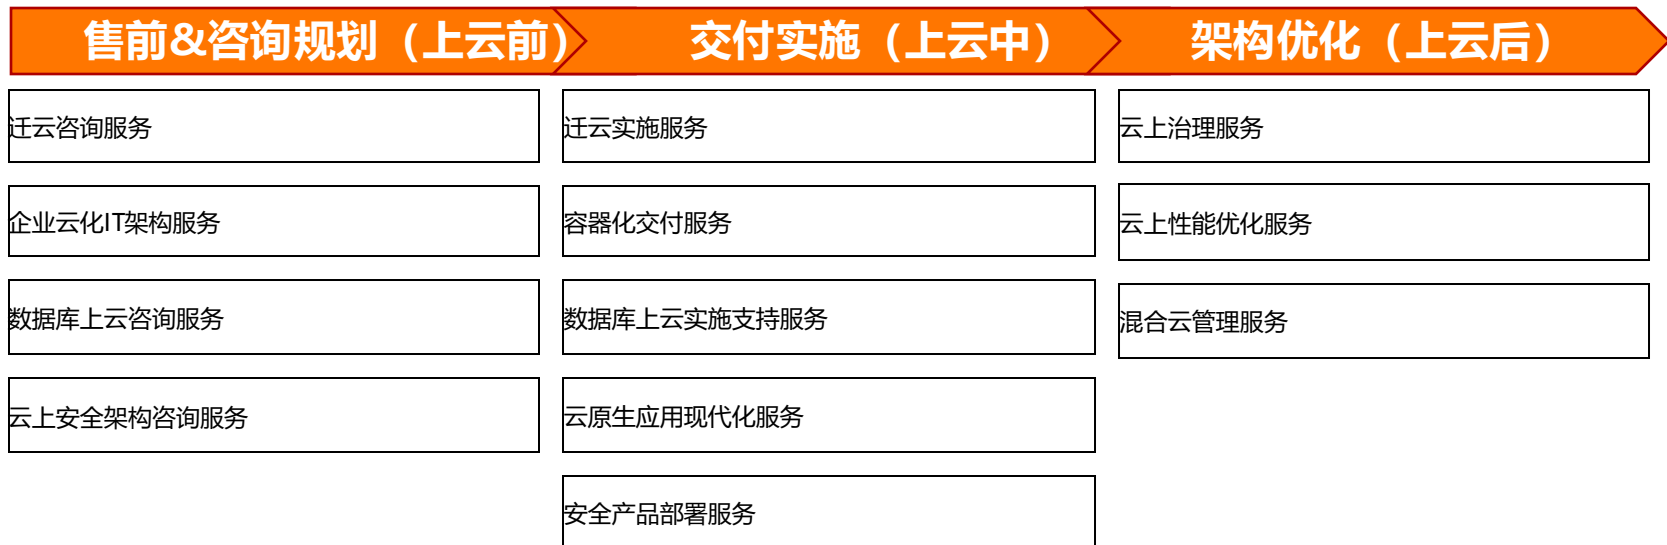 售前&咨询规划（上云前）
交付实施（上云中）
架构优化（上云后）
迁云咨询服务
企业云化IT架构服务
数据库上云咨询服务
云上安全架构咨询服务
迁云实施服务
容器化交付服务
数据库上云实施支持服务
云原生应用现代化服务
安全产品部署服务
云上治理服务
云上性能优化服务
混合云管理服务